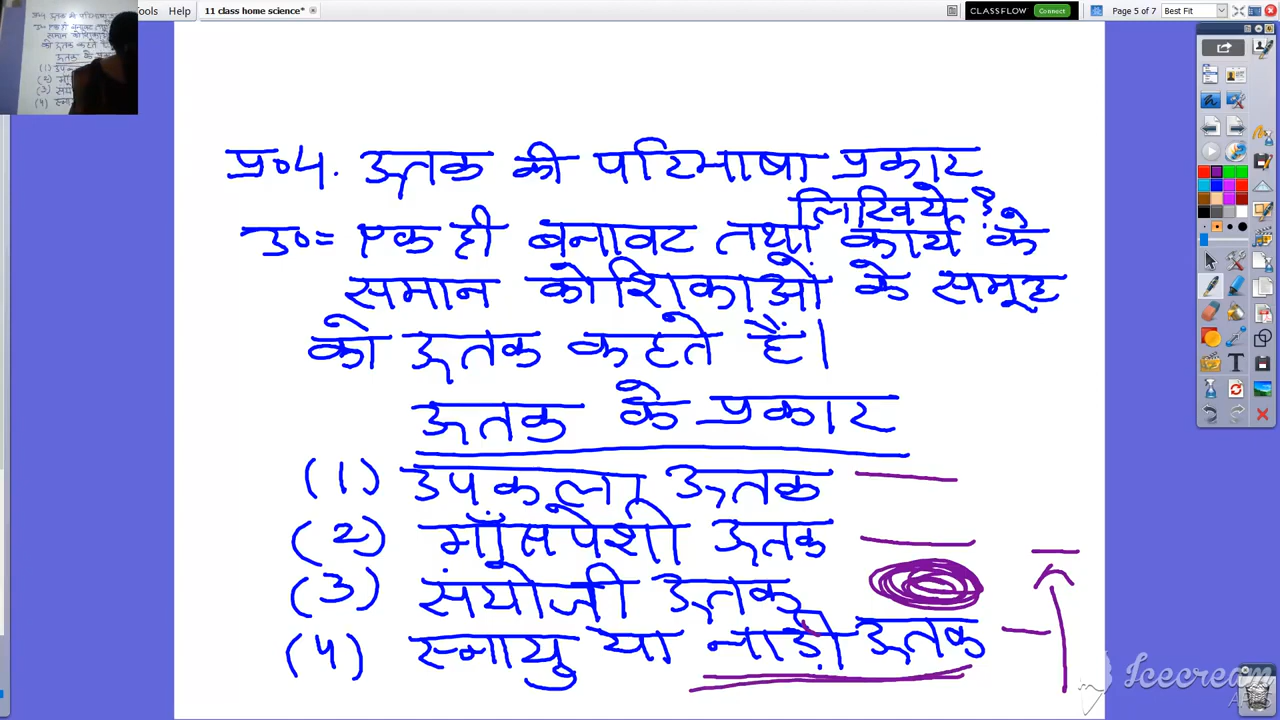 Tools Help 11 class home science* CLASSFLOW Connect Page 5 of 7 Best Fit
प्र०4. ऊतक की परिभाषा प्रकार
लिखिये ?
उ०= एक ही बनावट तथा कार्य के
समान कोशिकाओं के समूह
को ऊतक कहते हैं।
ऊतक के प्रकार
(1) उपकला ऊतक
(2) माँसपेशी ऊतक
(3) संयोजी ऊतक
(4) स्नायु या नाड़ी ऊतक
Icecream
APPS